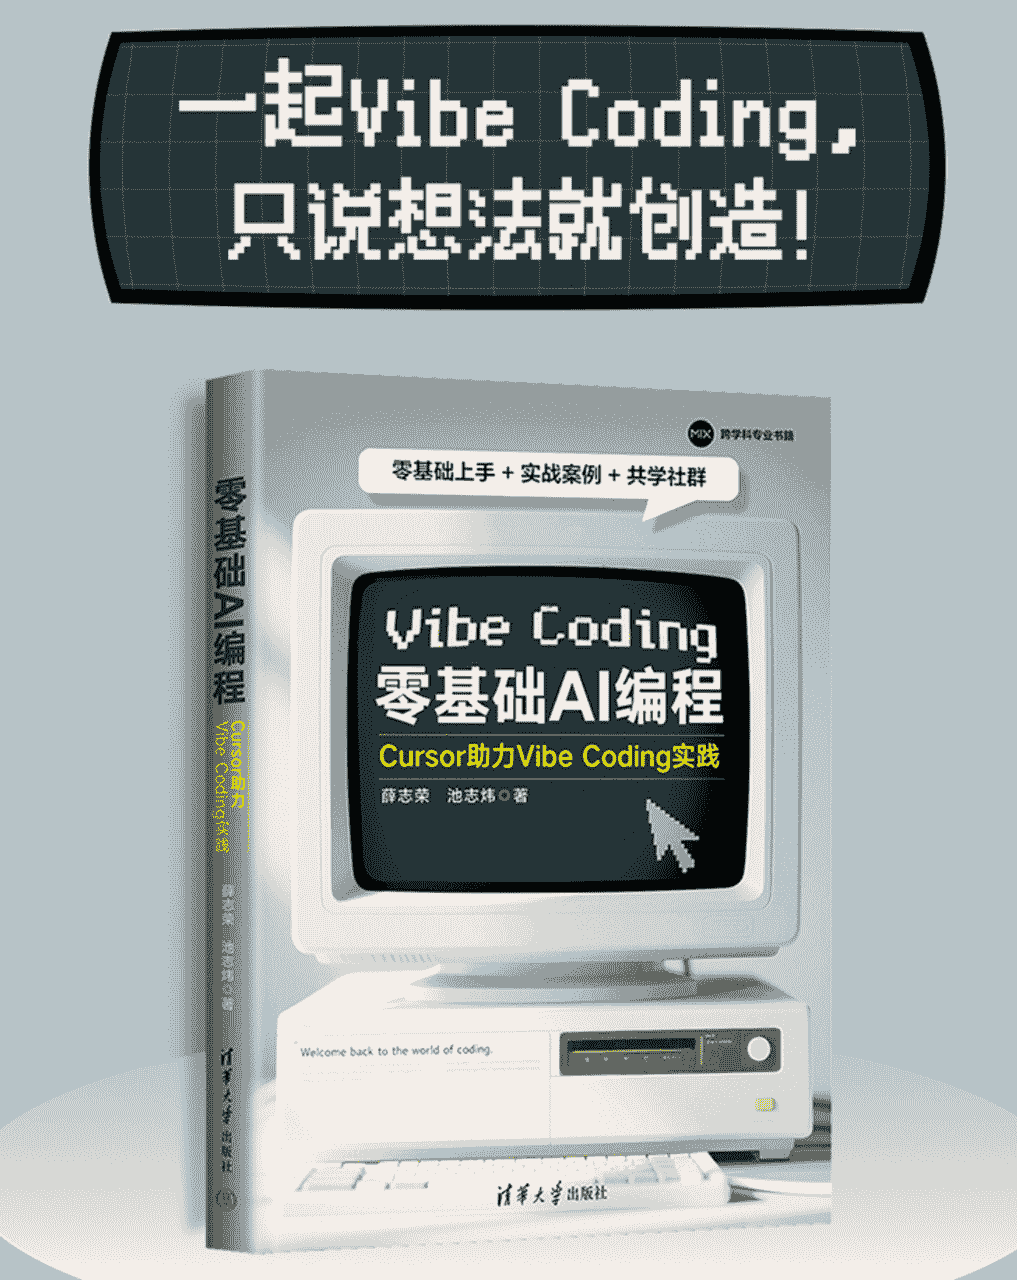 一起Vibe Coding,
只说想法就创造!
MIX 跨学科专业书籍
零基础上手 + 实战案例 + 共学社群
Vibe Coding
零基础AI编程
Cursor助力Vibe Coding实践
薛志荣 池志炜◎著
Welcome back to the world of coding.
清华大学出版社
零基础AI编程
Cursor助力
Vibe Coding实践
薛志荣 池志炜◎著
清华大学出版社